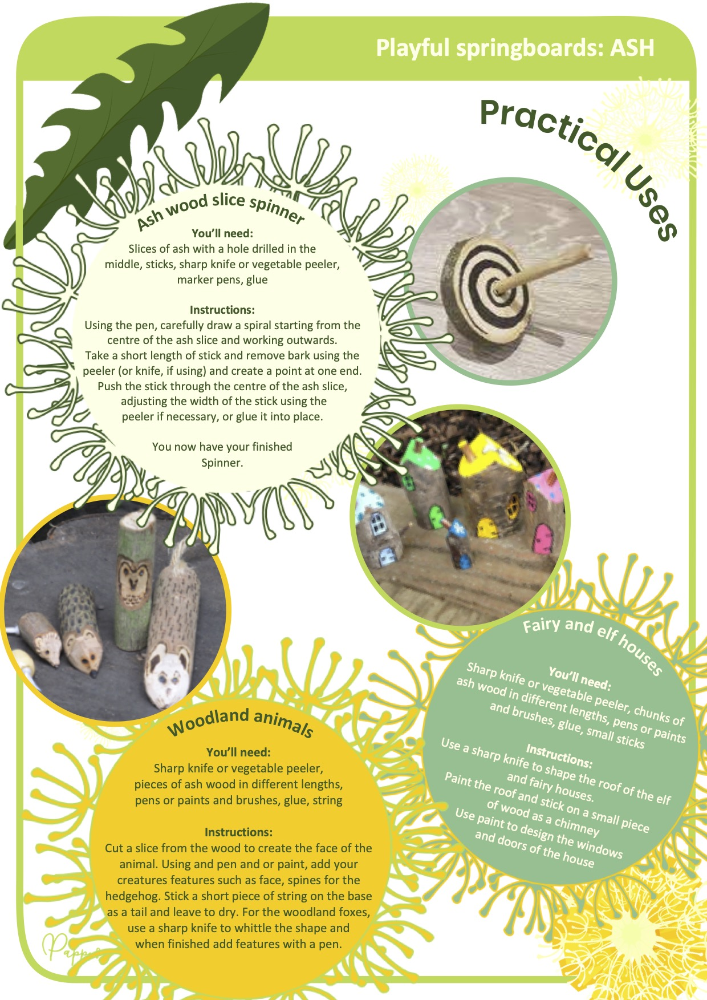 Playful springboards: ASH
Practical Uses
Ash wood slice spinner
You'll need:
Slices of ash with a hole drilled in the
middle, sticks, sharp knife or vegetable peeler,
marker pens, glue
Instructions:
Using the pen, carefully draw a spiral starting from the
centre of the ash slice and working outwards.
Take a short length of stick and remove bark using the
peeler (or knife, if using) and create a point at one end.
Push the stick through the centre of the ash slice,
adjusting the width of the stick using the
peeler if necessary, or glue it into place.
You now have your finished
Spinner.
Fairy and elf houses
You'll need:
Sharp knife or vegetable peeler, chunks of
ash wood in different lengths, pens or paints
and brushes, glue, small sticks
Instructions:
Use a sharp knife to shape the roof of the elf
and fairy houses.
Paint the roof and stick on a small piece
of wood as a chimney
Use paint to design the windows
and doors of the house
Woodland animals
You'll need:
Sharp knife or vegetable peeler,
pieces of ash wood in different lengths,
pens or paints and brushes, glue, string
Instructions:
Cut a slice from the wood to create the face of the
animal. Using and pen and or paint, add your
creatures features such as face, spines for the
hedgehog. Stick a short piece of string on the base
as a tail and leave to dry. For the woodland foxes,
use a sharp knife to whittle the shape and
when finished add features with a pen.